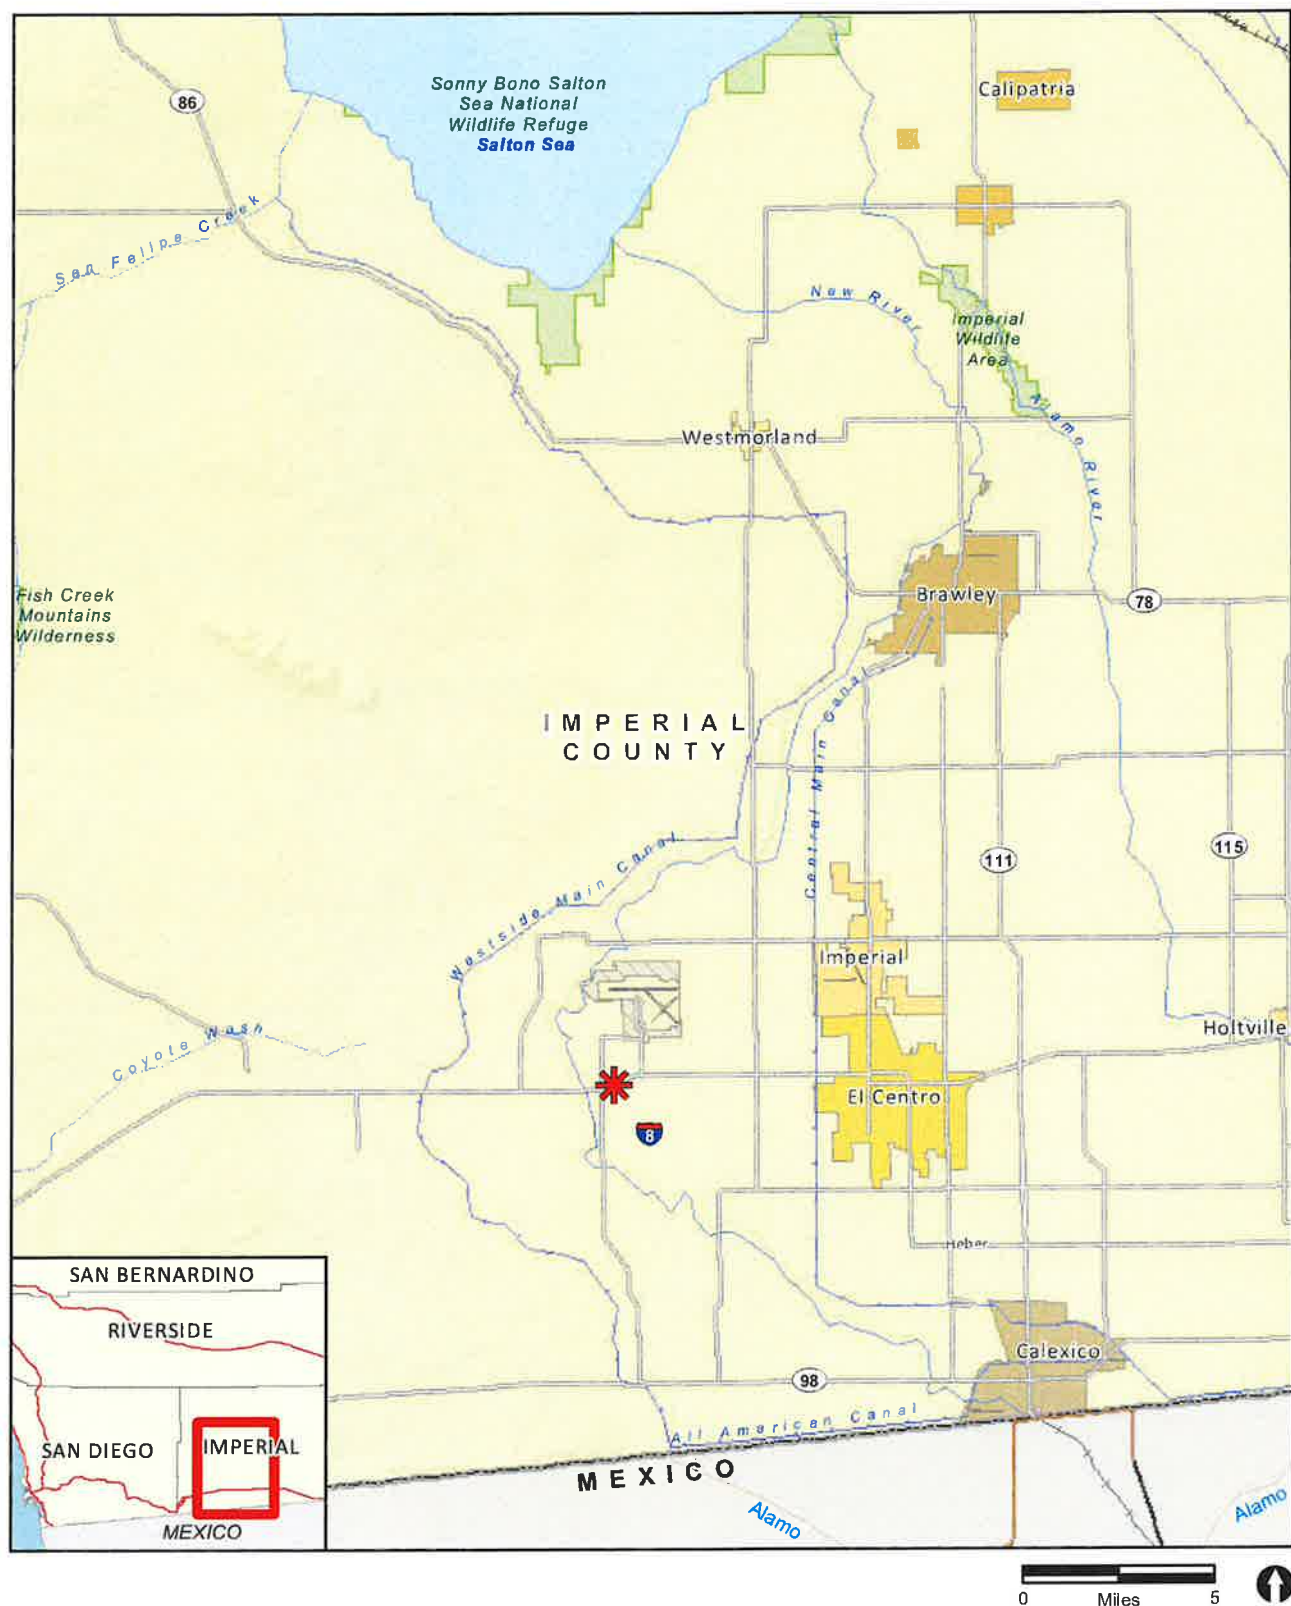 Sonny Bono Salton
Sea National
Wildlife Refuge
Salton Sea
Calipatria
86
San Felipe Creek
New River
Imperial
Wildlife
Area
Alamo River
Westmorland
Fish Creek
Mountains
Wilderness
Brawley
78
IMPERIAL
COUNTY
Central Main Canal
111
115
Westside Main Canal
Imperial
Coyote Wash
Holtville
El Centro
8
Heber
Calexico
98
All American Canal
MEXICO
Alamo
Alamo
SAN BERNARDINO
RIVERSIDE
SAN DIEGO
IMPERIAL
MEXICO
0 Miles 5